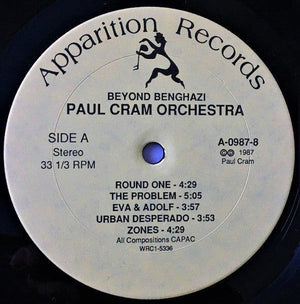 Apparition Records
BEYOND BENGHAZI
PAUL CRAM ORCHESTRA
SIDE A
Stereo
33 1/3 RPM
A-0987-8
©℗ 1987
Paul Cram
ROUND ONE - 4:29
THE PROBLEM - 5:05
EVA & ADOLF - 3:57
URBAN DESPERADO - 3:53
ZONES - 4:29
All Compositions CAPAC
WRC1-5336